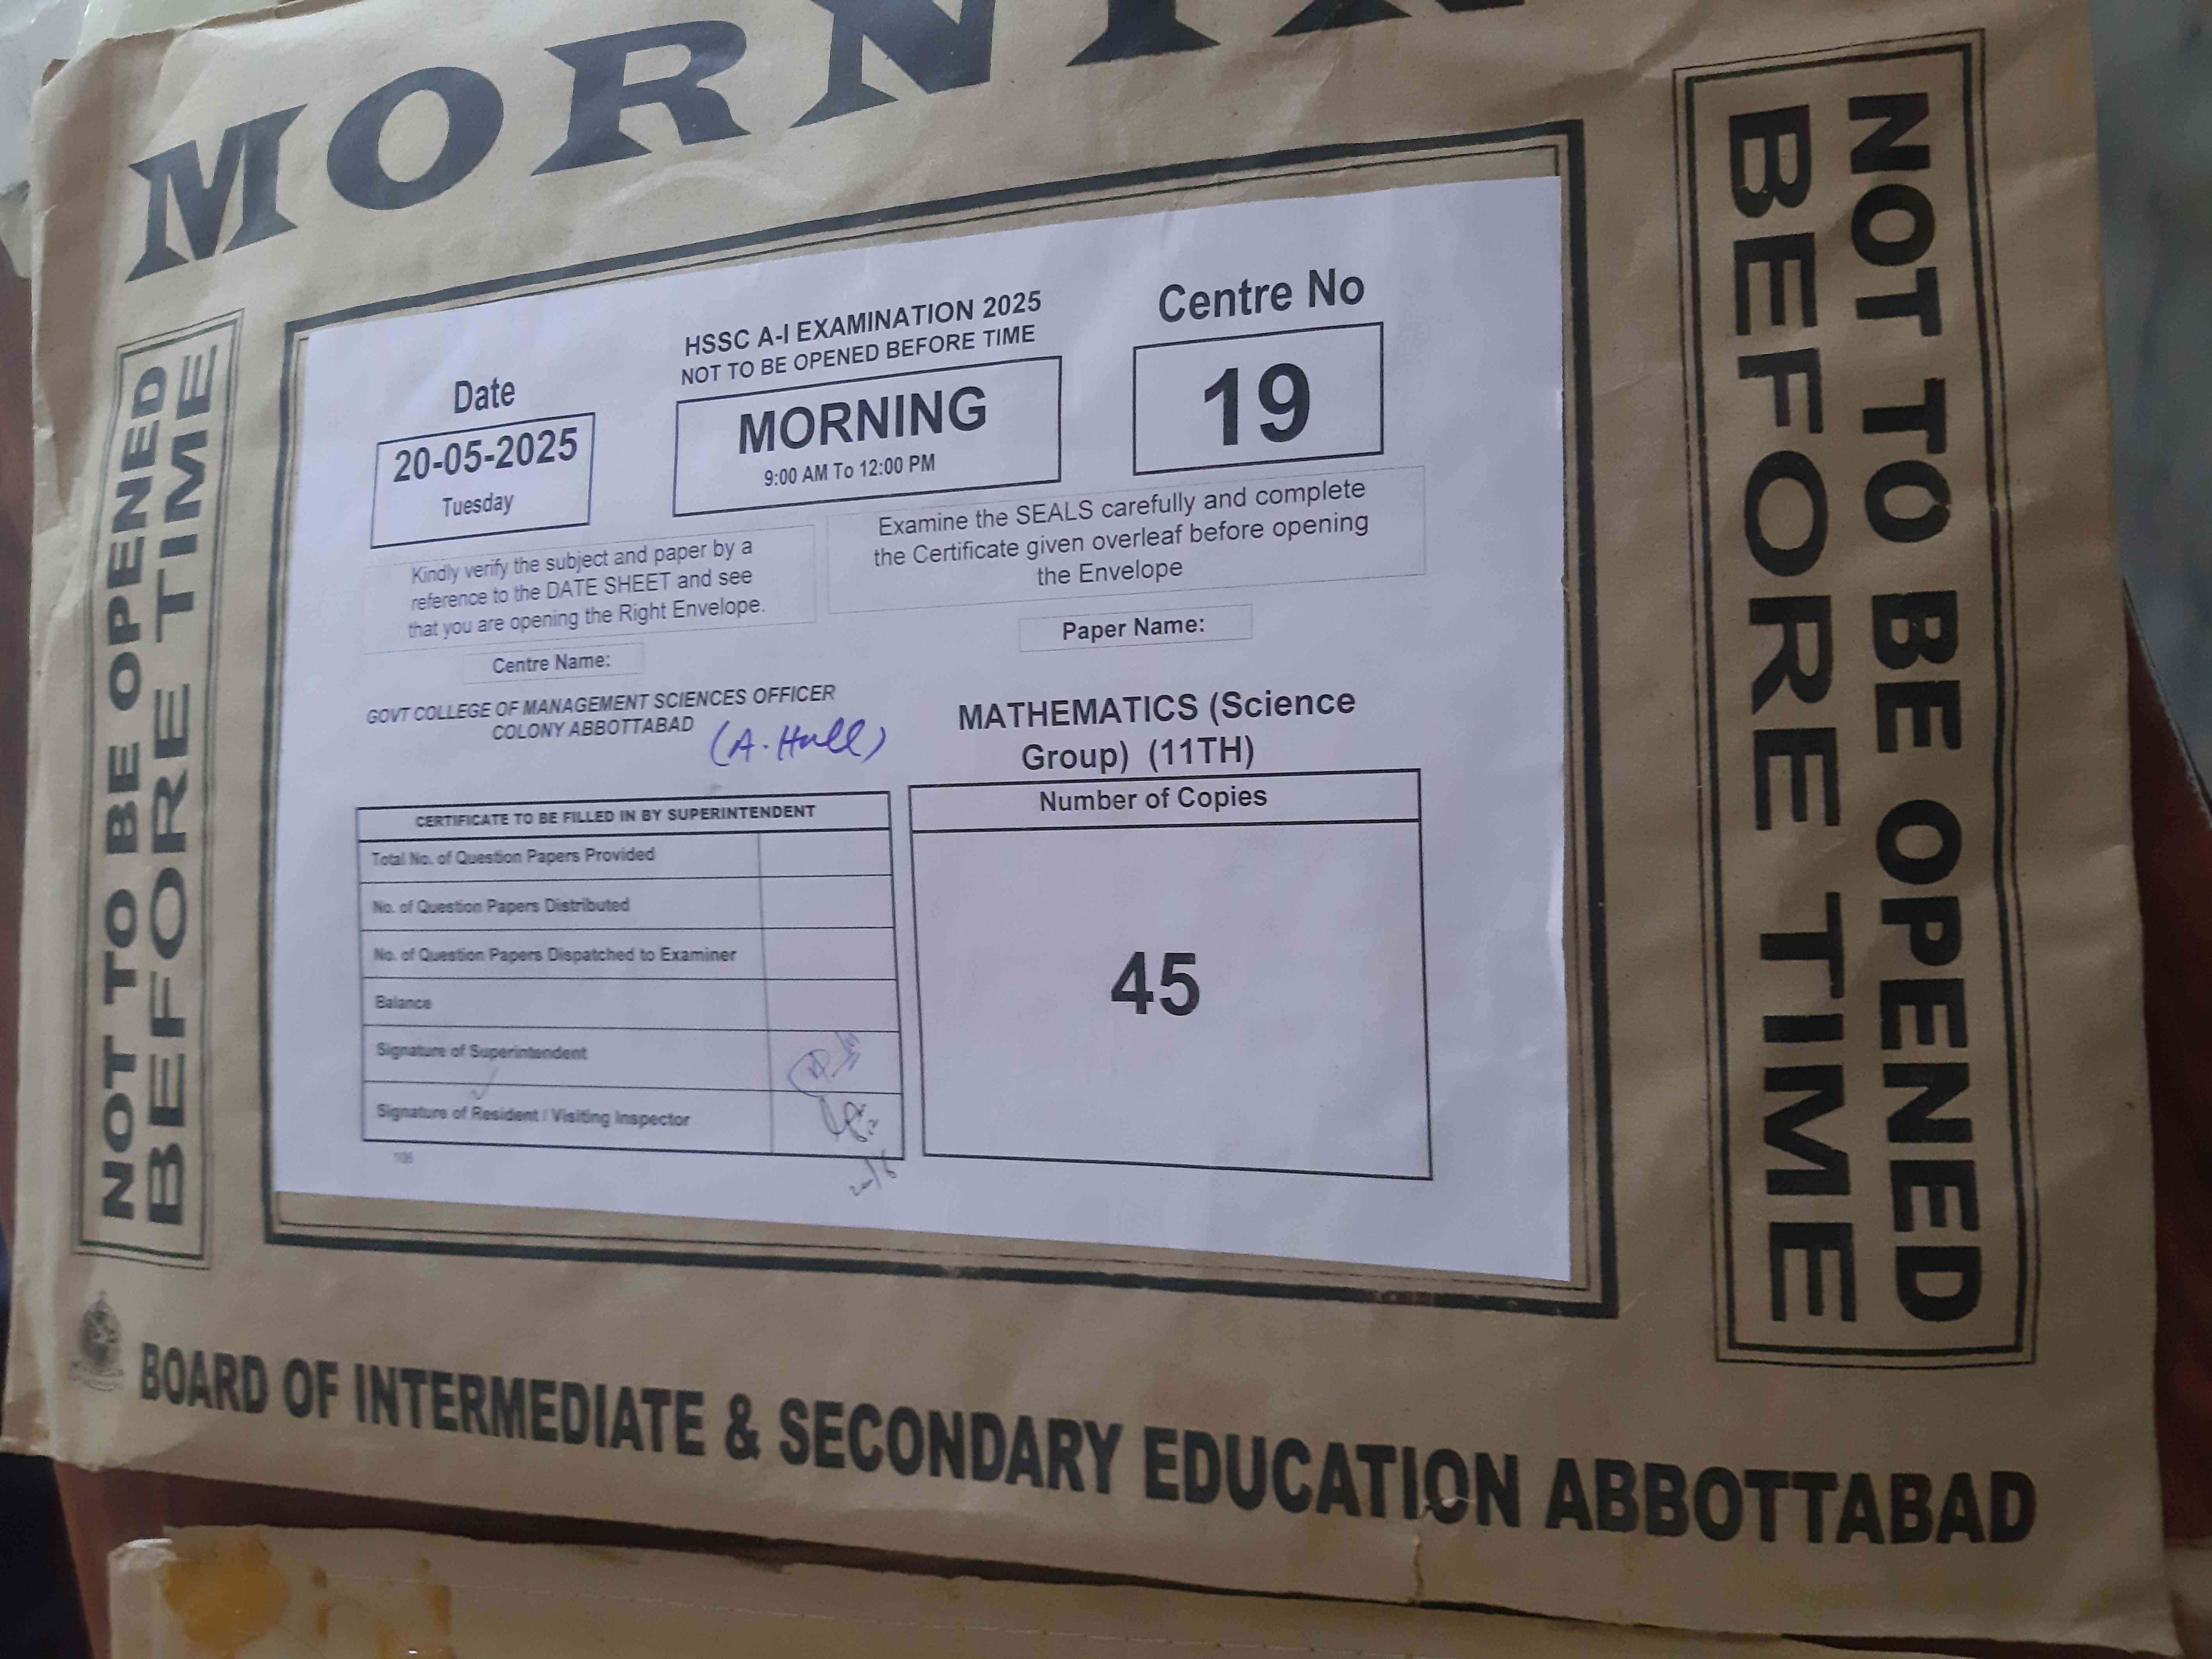 MORNIN
NOT TO BE OPENED
BEFORE TIME
HSSC A-I EXAMINATION 2025
NOT TO BE OPENED BEFORE TIME
Date
20-05-2025
Tuesday
MORNING
9:00 AM To 12:00 PM
Centre No
19
Kindly verify the subject and paper by a
reference to the DATE SHEET and see
that you are opening the Right Envelope.
Examine the SEALS carefully and complete
the Certificate given overleaf before opening
the Envelope
Centre Name:
GOVT COLLEGE OF MANAGEMENT SCIENCES OFFICER
COLONY ABBOTTABAD
(A. Hall)
Paper Name:
MATHEMATICS (Science
Group) (11TH)
CERTIFICATE TO BE FILLED IN BY SUPERINTENDENT
Total No. of Question Papers Provided
No. of Question Papers Distributed
No. of Question Papers Dispatched to Examiner
Balance
Signature of Superintendent
Signature of Resident / Visiting Inspector
Number of Copies
45
NOT TO BE OPENED
BEFORE TIME
BOARD OF INTERMEDIATE & SECONDARY EDUCATION ABBOTTABAD